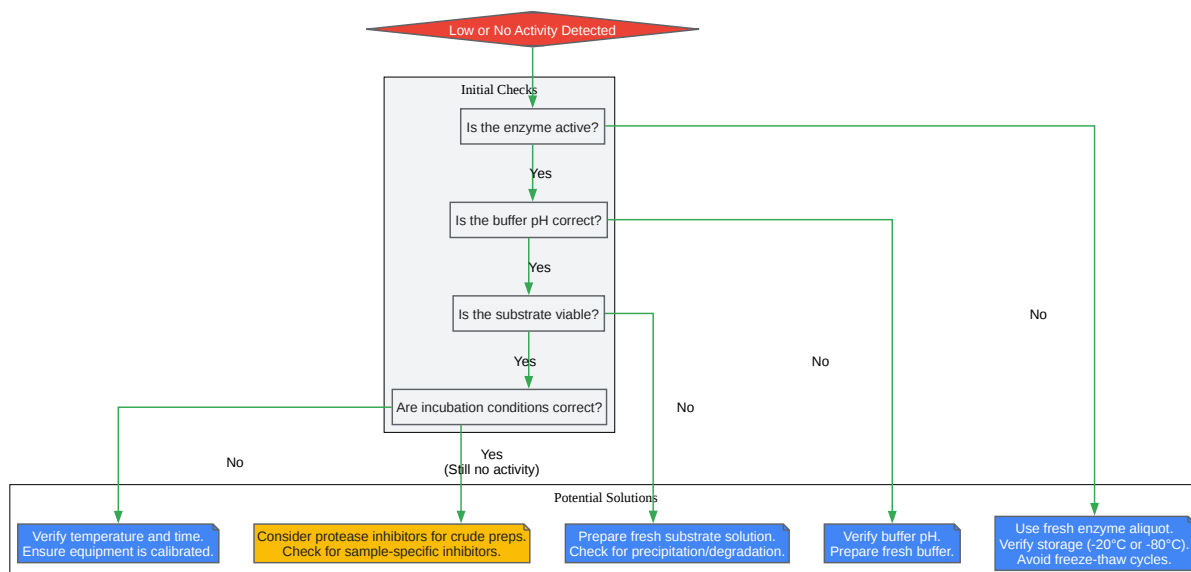 Low or No Activity Detected
Initial Checks
Is the enzyme active?
Yes
Is the buffer pH correct?
Yes
Is the substrate viable?
No
Yes
No
Are incubation conditions correct?
No
Yes
(Still no activity)
No
Potential Solutions
Verify temperature and time.
Ensure equipment is calibrated.
Consider protease inhibitors for crude preps.
Check for sample-specific inhibitors.
Prepare fresh substrate solution.
Check for precipitation/degradation.
Verify buffer pH.
Prepare fresh buffer.
Use fresh enzyme aliquot.
Verify storage (-20°C or -80°C).
Avoid freeze-thaw cycles.